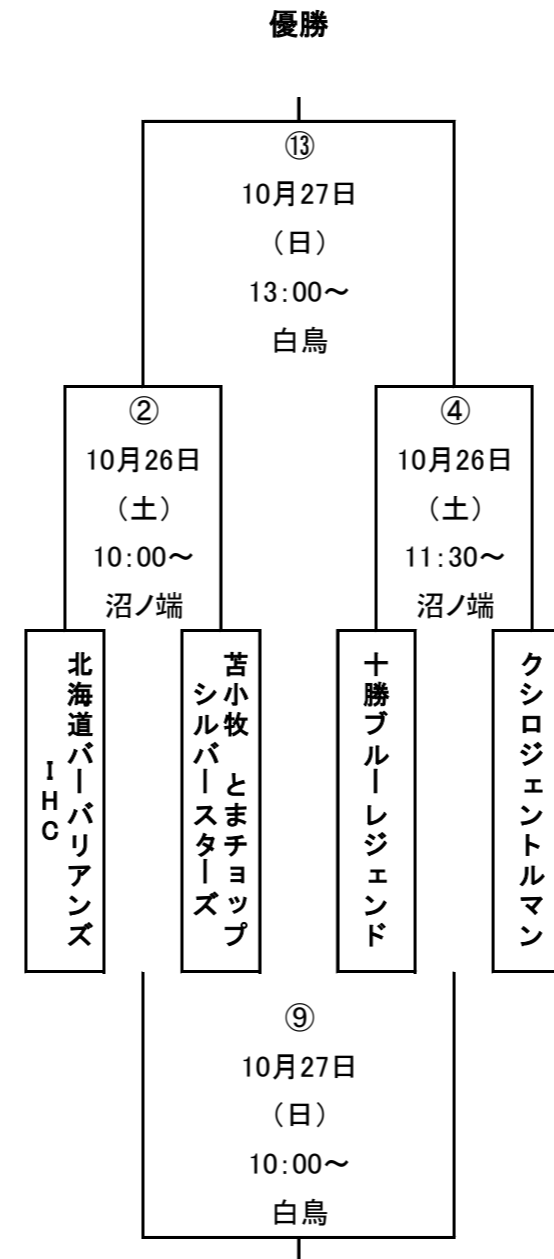 優勝
⑬
10月27日
（日）
13:00～
白鳥
②
10月26日
（土）
10:00～
沼ノ端
④
10月26日
（土）
11:30～
沼ノ端
北海道バーバリアンズ
IHC
苫小牧　とまチョップ
シルバースターズ
十勝ブルーレジェンド
クシロジェントルマン
⑨
10月27日
（日）
10:00～
白鳥